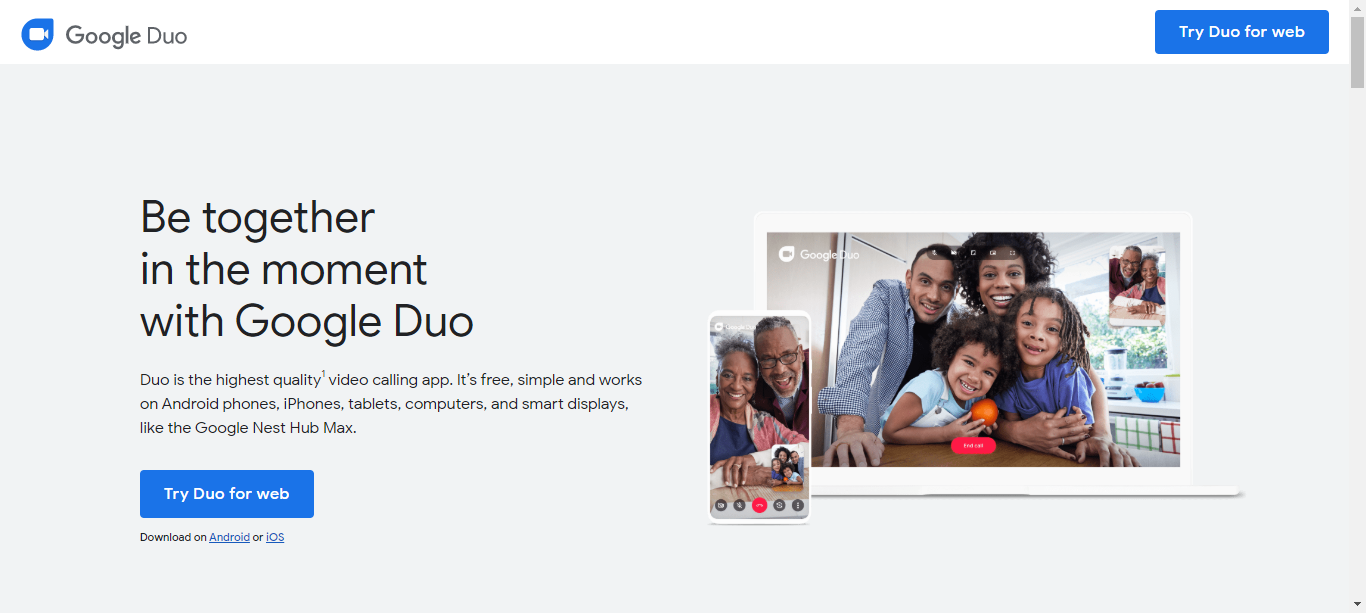 Google Duo
Try Duo for web
Be together
in the moment
with Google Duo
Duo is the highest quality1 video calling app. It’s free, simple and works
on Android phones, iPhones, tablets, computers, and smart displays,
like the Google Nest Hub Max.
Try Duo for web
Download on Android or iOS
Google Duo
End call
Google Duo